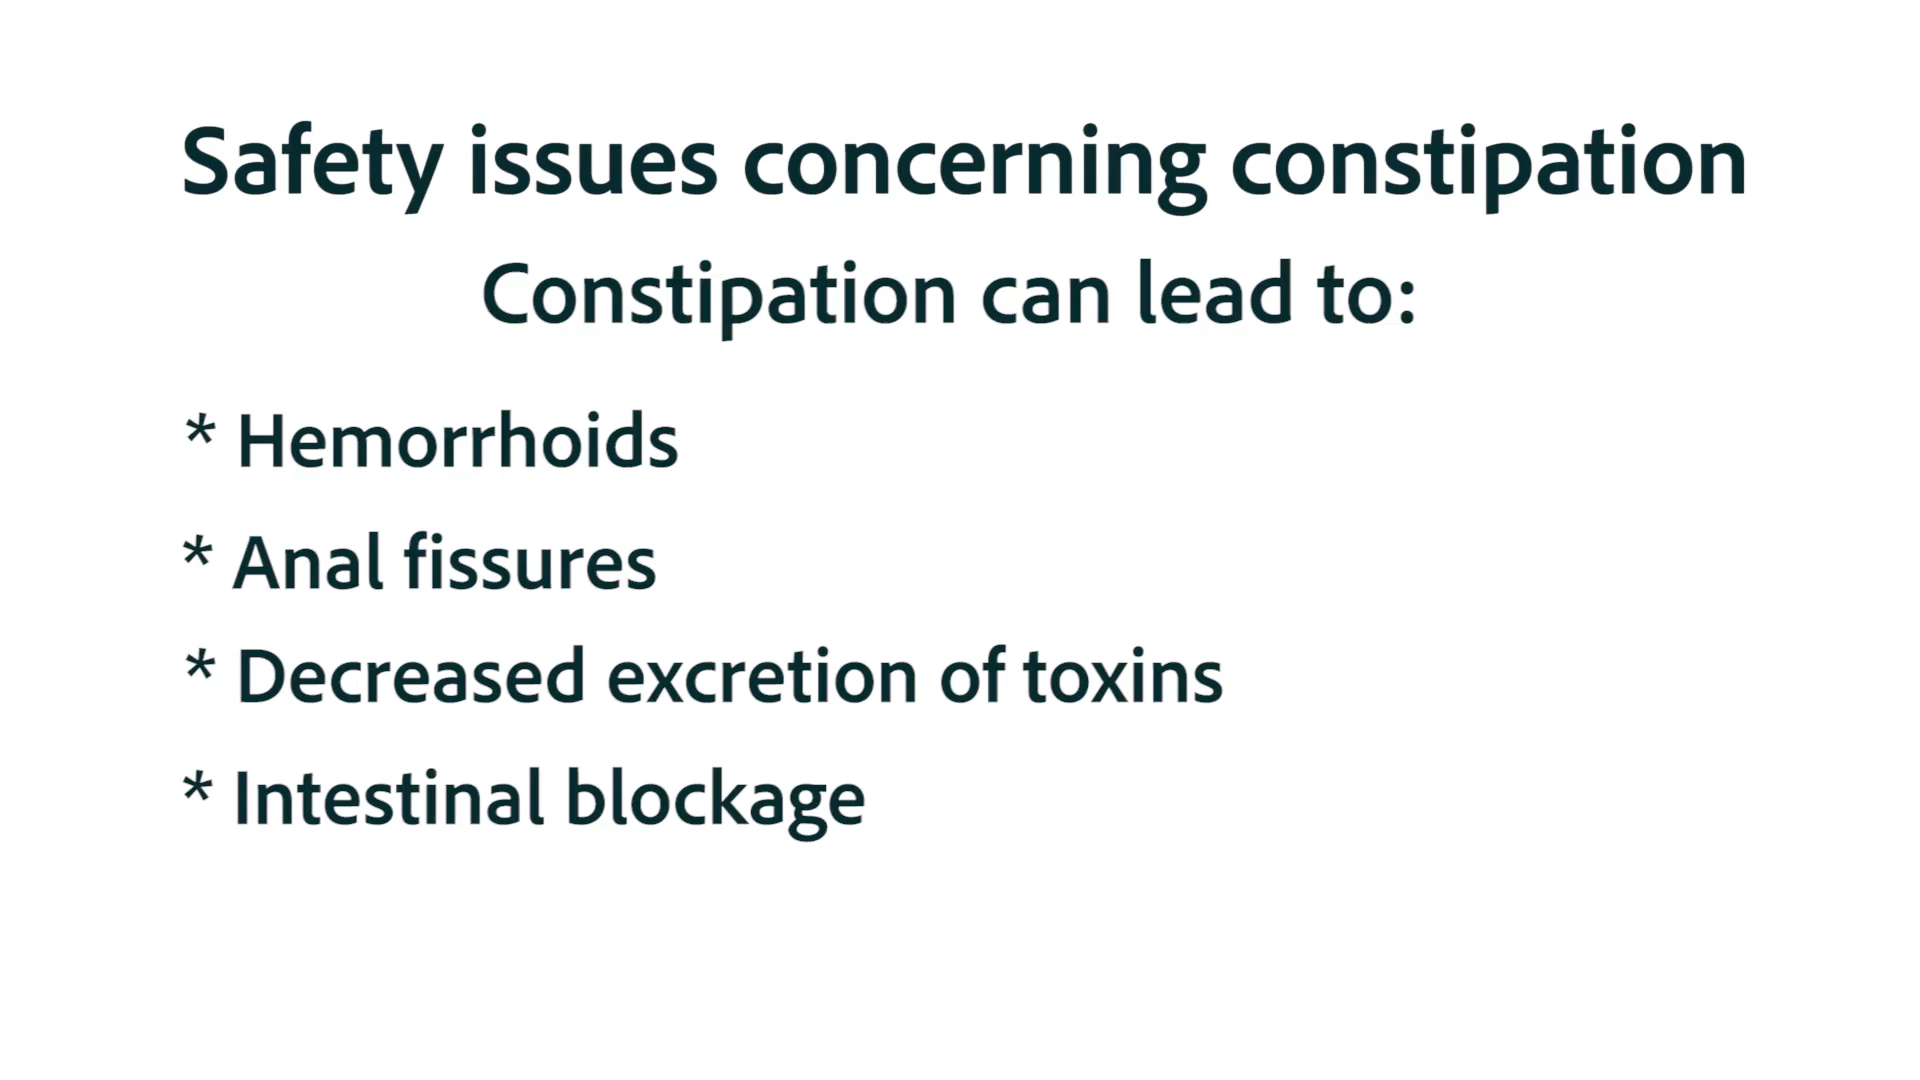 Safety issues concerning constipation
Constipation can lead to:
* Hemorrhoids
* Anal fissures
* Decreased excretion of toxins
* Intestinal blockage